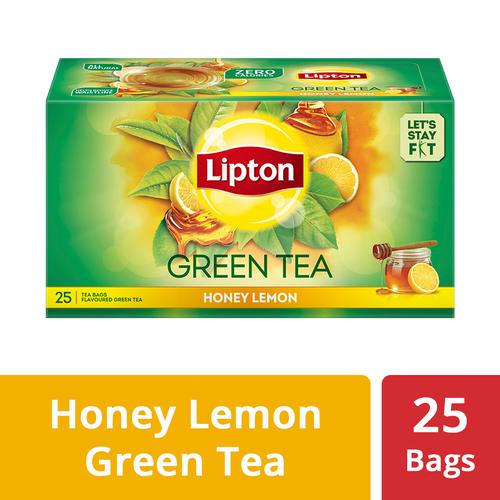 ZERO
CALORIES
Lipton
GREEN TEA
HONEY LEMON
LET'S
STAY
FIT
Lipton
GREEN TEA
25 TEA BAGS
FLAVOURED GREEN TEA
HONEY LEMON
Honey Lemon
Green Tea
25
Bags